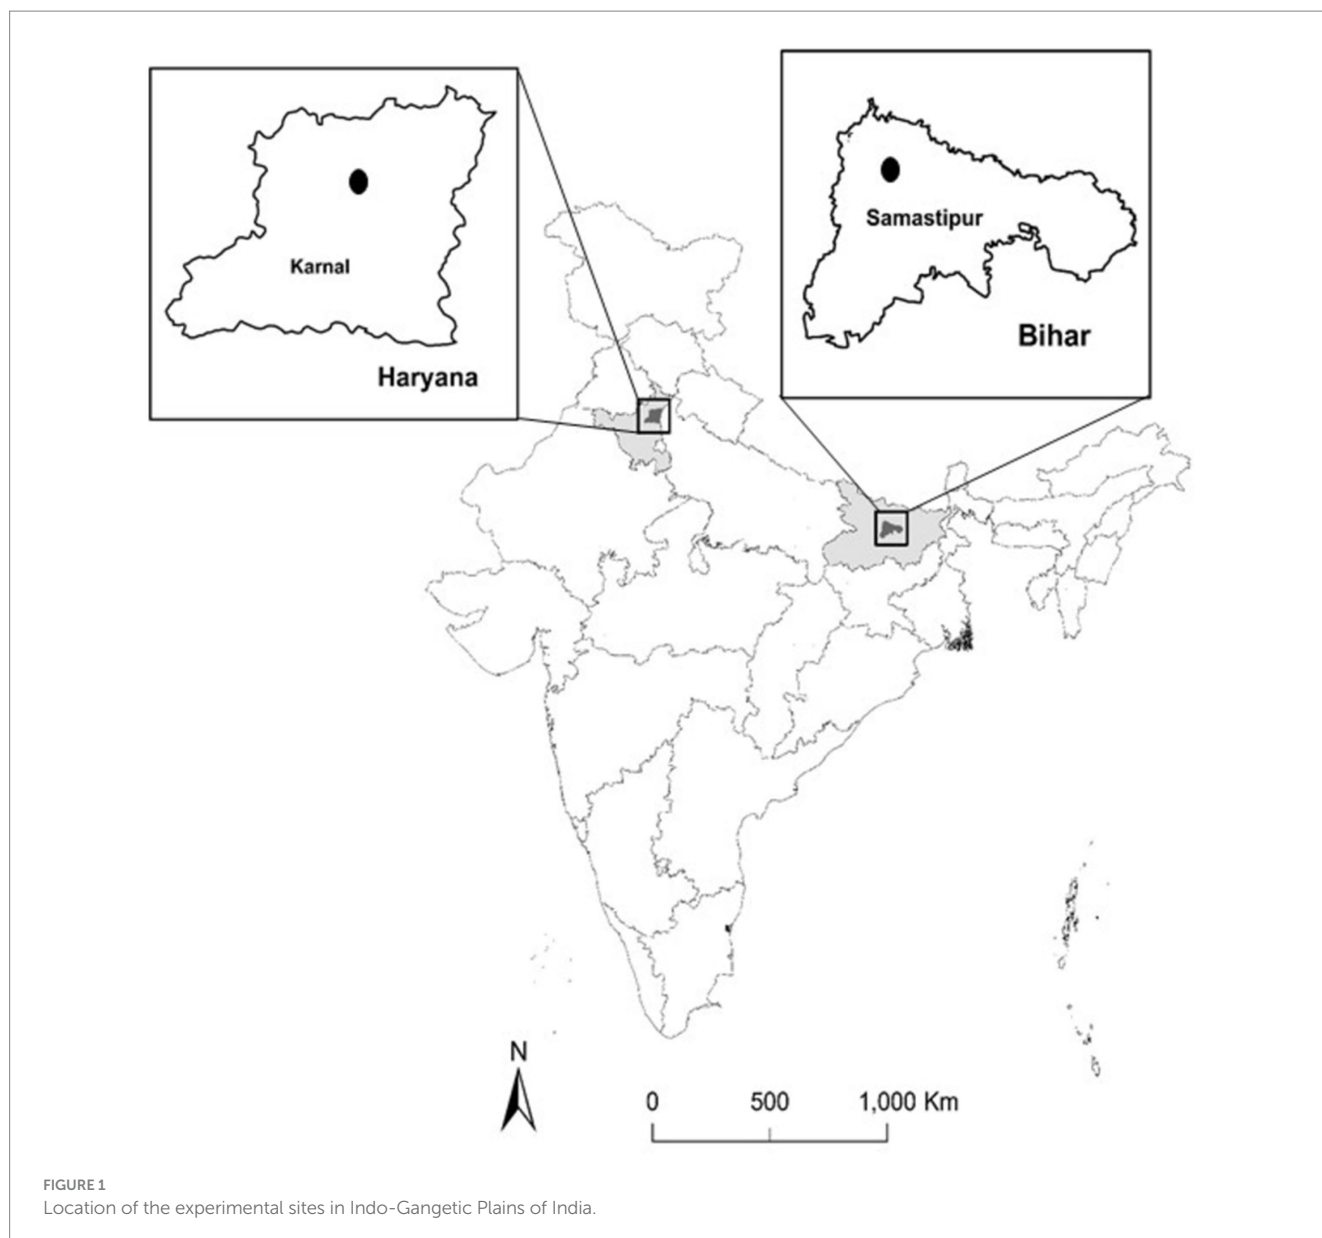 Karnal
Haryana
Samastipur
Bihar
N
0 500 1,000 Km
FIGURE 1
Location of the experimental sites in Indo-Gangetic Plains of India.